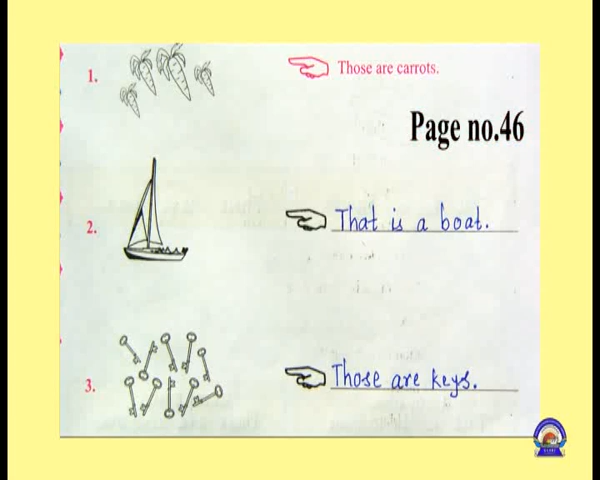 1. Those are carrots.
Page no.46
2. That is a boat.
3. Those are keys.